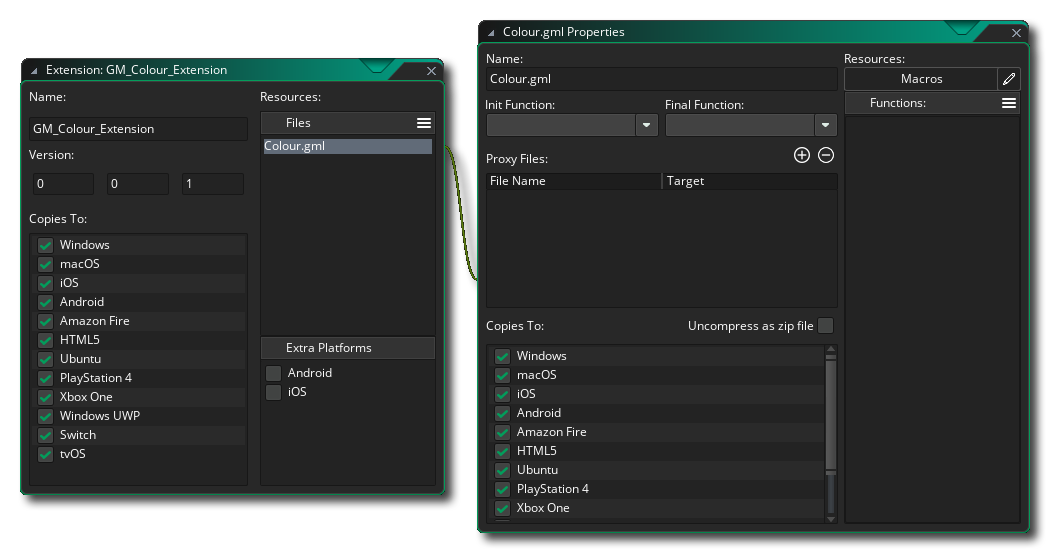 Extension: GM_Colour_Extension
Name:
GM_Colour_Extension
Version:
0 0 1
Copies To:
Windows
macOS
iOS
Android
Amazon Fire
HTML5
Ubuntu
PlayStation 4
Xbox One
Windows UWP
Switch
tvOS
Resources:
Files
Colour.gml
Extra Platforms
Android
iOS
Colour.gml Properties
Name:
Colour.gml
Init Function: Final Function:
Proxy Files:
File Name Target
Copies To: Uncompress as zip file
Windows
macOS
iOS
Android
Amazon Fire
HTML5
Ubuntu
PlayStation 4
Xbox One
Resources:
Macros
Functions: